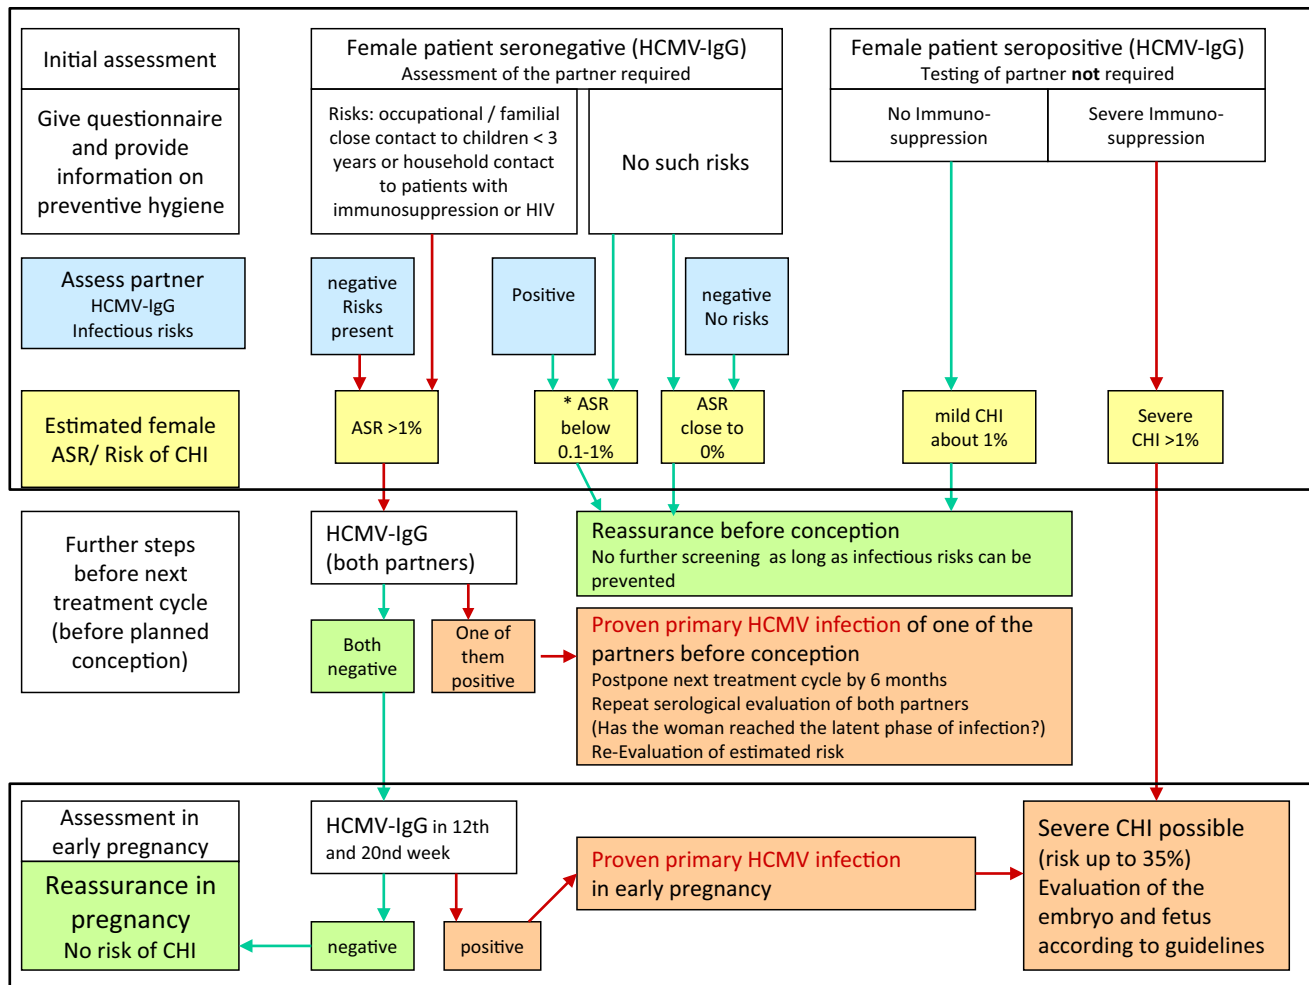 Initial assessment
Give questionnaire
and provide
information on
preventive hygiene
Female patient seronegative (HCMV-IgG)
Assessment of the partner required
Risks: occupational / familial
close contact to children < 3
years or household contact
to patients with
immunosuppression or HIV
No such risks
Female patient seropositive (HCMV-IgG)
Testing of partner not required
No Immuno-
suppression
Severe Immuno-
suppression
Assess partner
HCMV-IgG
Infectious risks
negative
Risks
present
Positive
negative
No risks
Estimated female
ASR/ Risk of CHI
ASR >1%
* ASR
below
0.1-1%
ASR
close to
0%
mild CHI
about 1%
Severe
CHI >1%
Further steps
before next
treatment cycle
(before planned
conception)
HCMV-IgG
(both partners)
Reassurance before conception
No further screening as long as infectious risks can be
prevented
Both
negative
One of
them
positive
Proven primary HCMV infection of one of the
partners before conception
Postpone next treatment cycle by 6 months
Repeat serological evaluation of both partners
(Has the woman reached the latent phase of infection?)
Re-Evaluation of estimated risk
Assessment in
early pregnancy
Reassurance in
pregnancy
No risk of CHI
HCMV-IgG in 12th
and 20nd week
negative
positive
Proven primary HCMV infection
in early pregnancy
Severe CHI possible
(risk up to 35%)
Evaluation of the
embryo and fetus
according to guidelines